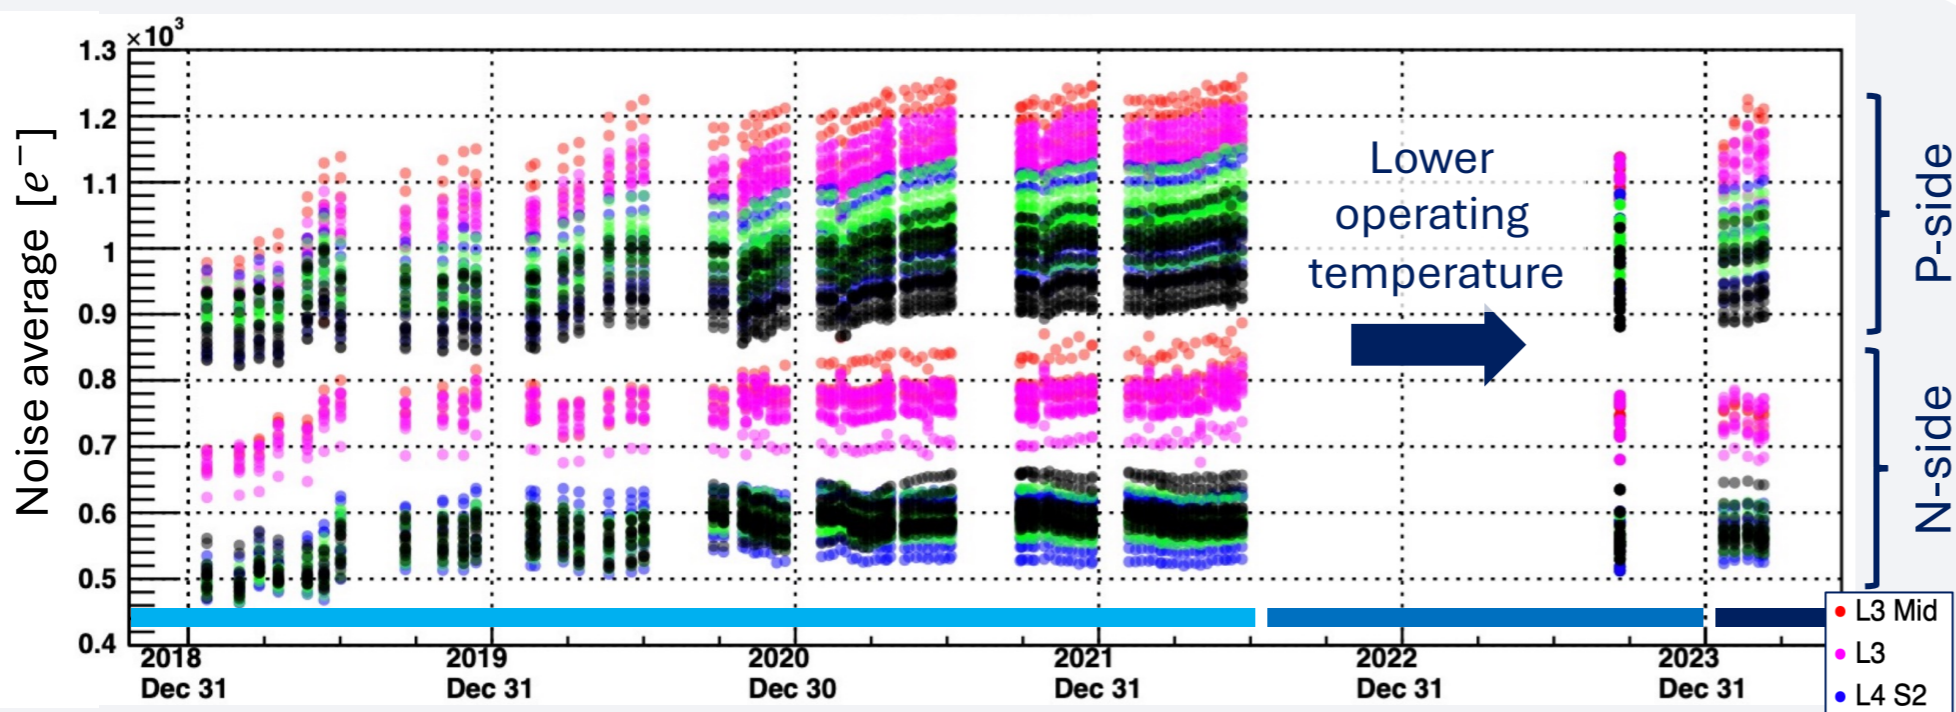 ×10³
1.3
1.2
1.1
1
0.9
0.8
0.7
0.6
0.5
0.4
Noise average [e⁻]
Lower
operating
temperature
P-side
N-side
2018
Dec 31
2019
Dec 31
2020
Dec 30
2021
Dec 31
2022
Dec 31
2023
Dec 31
L3 Mid
L3
L4 S2